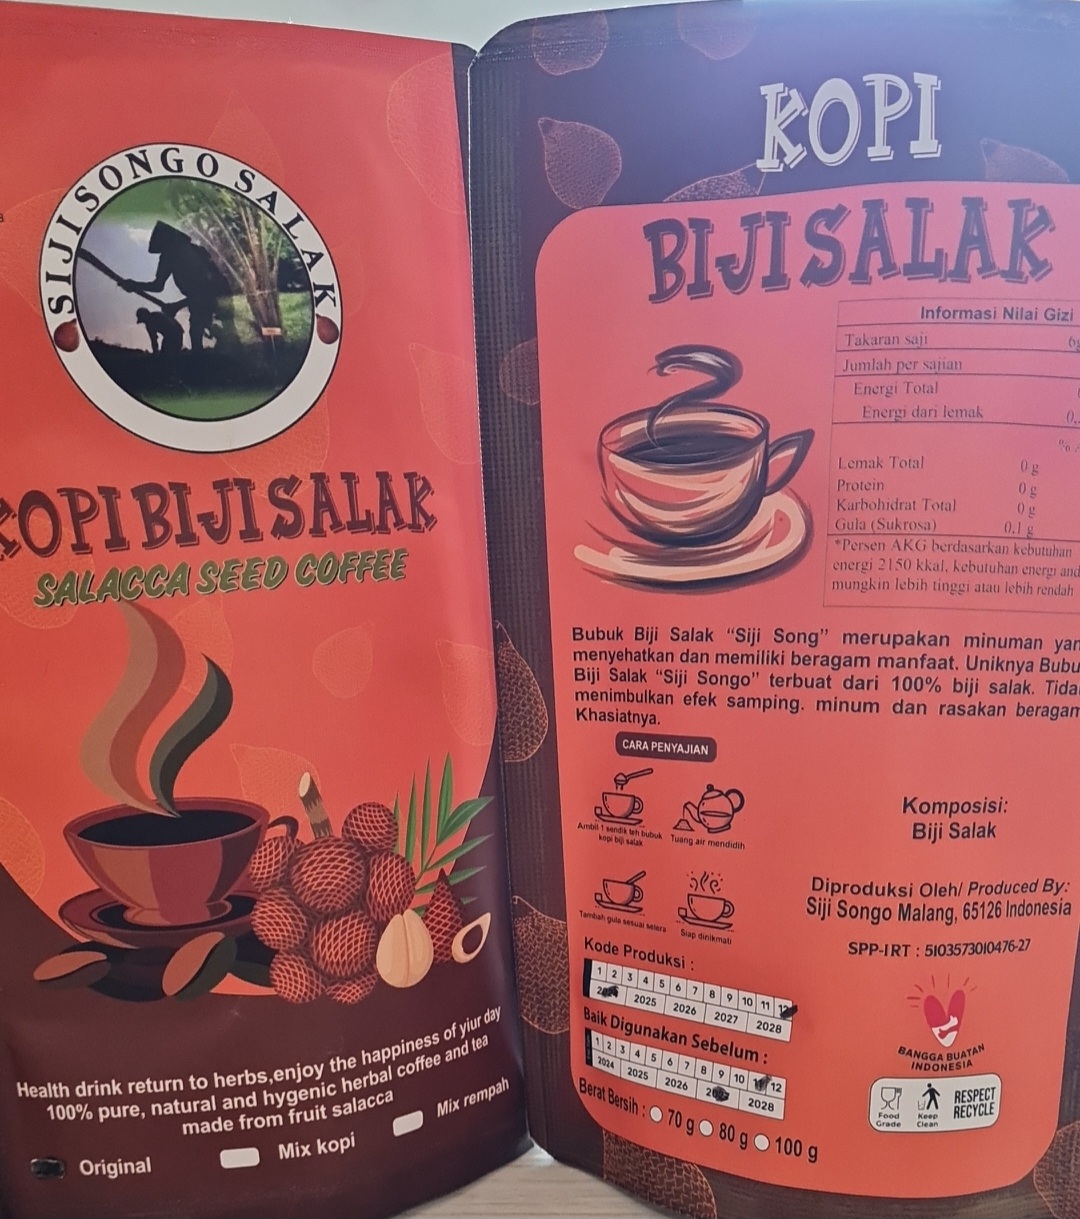 SIJI SONGO SALAK
KOPI BIJI SALAK
SALACCA SEED COFFEE
Health drink return to herbs,enjoy the happiness of yiur day
100% pure, natural and hygenic herbal coffee and tea
made from fruit salacca
Original
Mix kopi
Mix rempah
KOPI
BIJI SALAK
Informasi Nilai Gizi
Takaran saji 6g
Jumlah per sajian
Energi Total
Energi dari lemak 0,
%
Lemak Total 0 g
Protein 0 g
Karbohidrat Total 0 g
Gula (Sukrosa) 0.1 g
*Persen AKG berdasarkan kebutuhan
energi 2150 kkal, kebutuhan energi and
mungkin lebih tinggi atau lebih rendah
Bubuk Biji Salak “Siji Song” merupakan minuman yan
menyehatkan dan memiliki beragam manfaat. Uniknya Bubu
Biji Salak “Siji Songo” terbuat dari 100% biji salak. Tida
menimbulkan efek samping. minum dan rasakan beragam
Khasiatnya.
CARA PENYAJIAN
Ambil 1 sendik teh bubuk
kopi biji salak
Tuang air mendidih
Tambah gula sesuai selera
Siap dinikmati
Komposisi:
Biji Salak
Diproduksi Oleh/ Produced By:
Siji Songo Malang, 65126 Indonesia
SPP-IRT : 5103573010476-27
Kode Produksi :
1 2 3 4 5 6 7 8 9 10 11 12
2024 2025 2026 2027 2028
Baik Digunakan Sebelum :
1 2 3 4 5 6 7 8 9 10 11 12
2024 2025 2026 2027 2028
Berat Bersih : 70 g 80 g 100 g
BANGGA BUATAN
INDONESIA
Food
Grade
Keep
Clean
RESPECT
RECYCLE